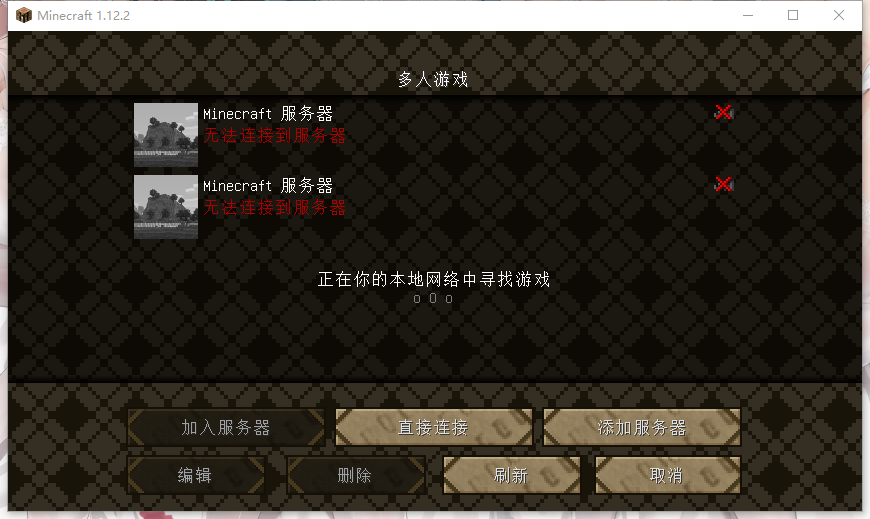 Minecraft 1.12.2
多人游戏
Minecraft 服务器
无法连接到服务器
Minecraft 服务器
无法连接到服务器
正在你的本地网络中寻找游戏
o O o
加入服务器 直接连接 添加服务器
编辑 删除 刷新 取消